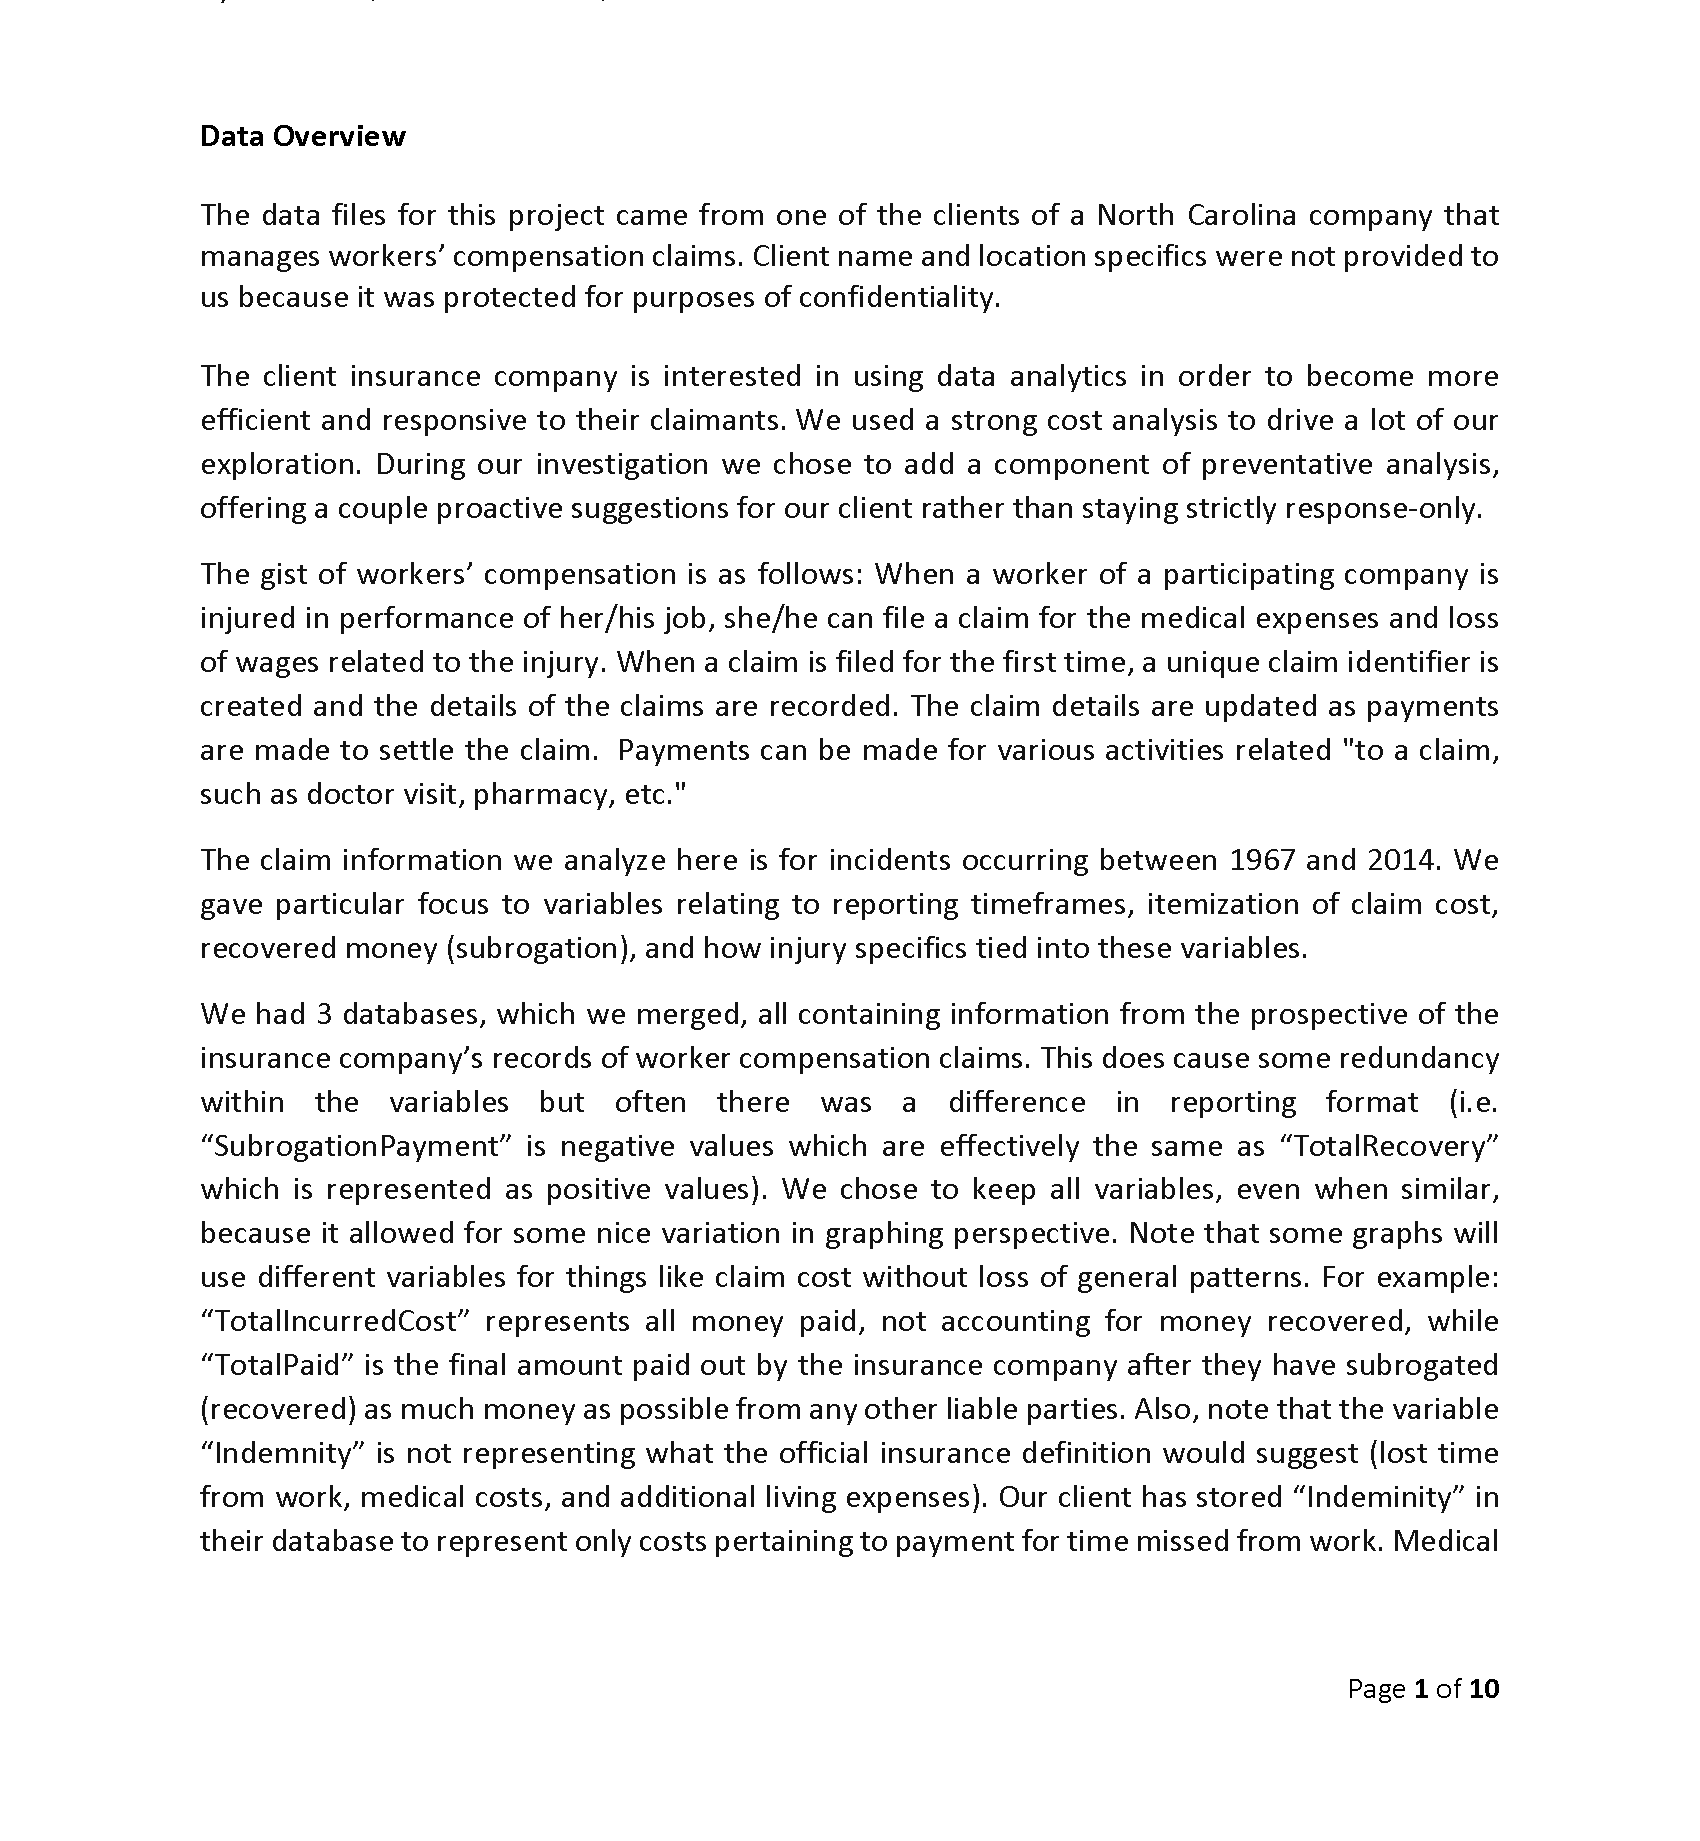 Data Overview
The data files for this project came from one of the clients of a North Carolina company that
manages workers’ compensation claims. Client name and location specifics were not provided to
us because it was protected for purposes of confidentiality.
The client insurance company is interested in using data analytics in order to become more
efficient and responsive to their claimants. We used a strong cost analysis to drive a lot of our
exploration. During our investigation we chose to add a component of preventative analysis,
offering a couple proactive suggestions for our client rather than staying strictly response-only.
The gist of workers’ compensation is as follows: When a worker of a participating company is
injured in performance of her/his job, she/he can file a claim for the medical expenses and loss
of wages related to the injury. When a claim is filed for the first time, a unique claim identifier is
created and the details of the claims are recorded. The claim details are updated as payments
are made to settle the claim.  Payments can be made for various activities related "to a claim,
such as doctor visit, pharmacy, etc."
The claim information we analyze here is for incidents occurring between 1967 and 2014. We
gave particular focus to variables relating to reporting timeframes, itemization of claim cost,
recovered money (subrogation), and how injury specifics tied into these variables.
We had 3 databases, which we merged, all containing information from the prospective of the
insurance company’s records of worker compensation claims. This does cause some redundancy
within the variables but often there was a difference in reporting format (i.e.
“SubrogationPayment” is negative values which are effectively the same as “TotalRecovery”
which is represented as positive values). We chose to keep all variables, even when similar,
because it allowed for some nice variation in graphing perspective. Note that some graphs will
use different variables for things like claim cost without loss of general patterns. For example:
“TotalIncurredCost” represents all money paid, not accounting for money recovered, while
“TotalPaid” is the final amount paid out by the insurance company after they have subrogated
(recovered) as much money as possible from any other liable parties. Also, note that the variable
“Indemnity” is not representing what the official insurance definition would suggest (lost time
from work, medical costs, and additional living expenses). Our client has stored “Indeminity” in
their database to represent only costs pertaining to payment for time missed from work. Medical
Page 1 of 10